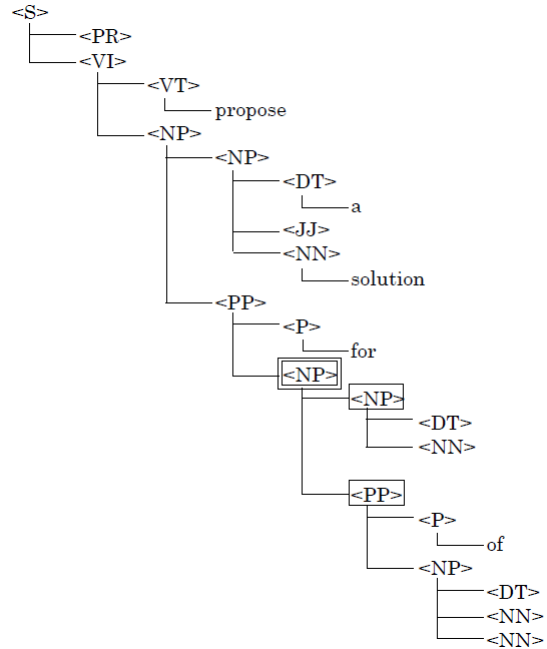 <S>
<PR>
<VI>
<VT>
propose
<NP>
<NP>
<DT>
a
<JJ>
<NN>
solution
<PP>
<P>
for
<NP>
<NP>
<DT>
<NN>
<PP>
<P>
of
<NP>
<DT>
<NN>
<NN>